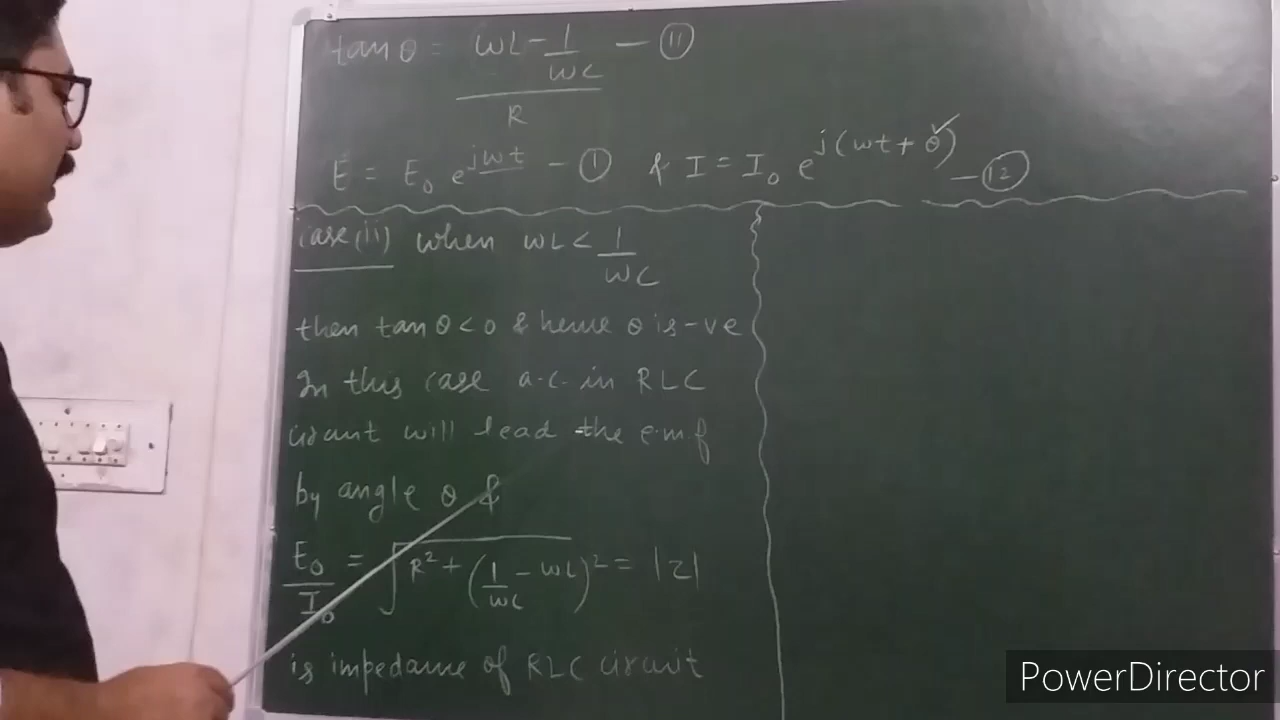 tan θ = (ωL - 1/ωC)/R — ⑪
E = E₀ e^{jωt} - ① & I = I₀ e^{j(ωt + θ)} - ⑫
case(ii) when ωL < 1/ωC
then tan θ < 0 & hence θ is -ve
In this case a.c. in RLC
circuit will lead the e.m.f
by angle θ &
E₀/I₀ = √(R² + (1/ωC - ωL)²) = |Z|
is impedance of RLC circuit
PowerDirector